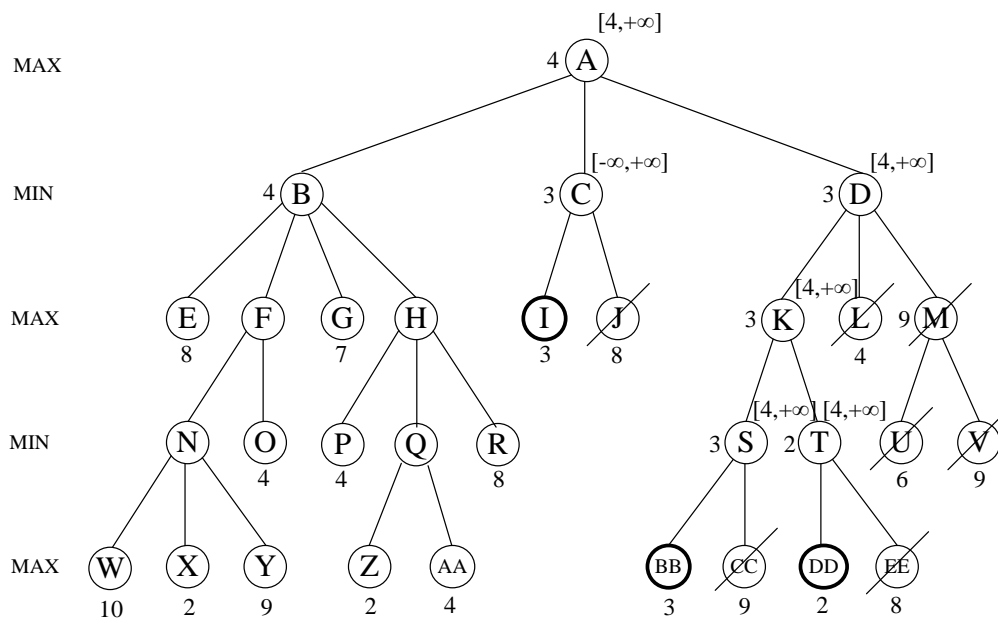 [4,+∞]
MAX 4 A
[-∞,+∞] [4,+∞]
MIN 4 B 3 C 3 D
[4,+∞]
MAX E F G H I J 3 K L 9 M
8 7 3 8 4
[4,+∞] [4,+∞]
MIN N O P Q R 3 S 2 T U V
4 4 8 6 9
MAX W X Y Z AA BB CC DD EE
10 2 9 2 4 3 9 2 8